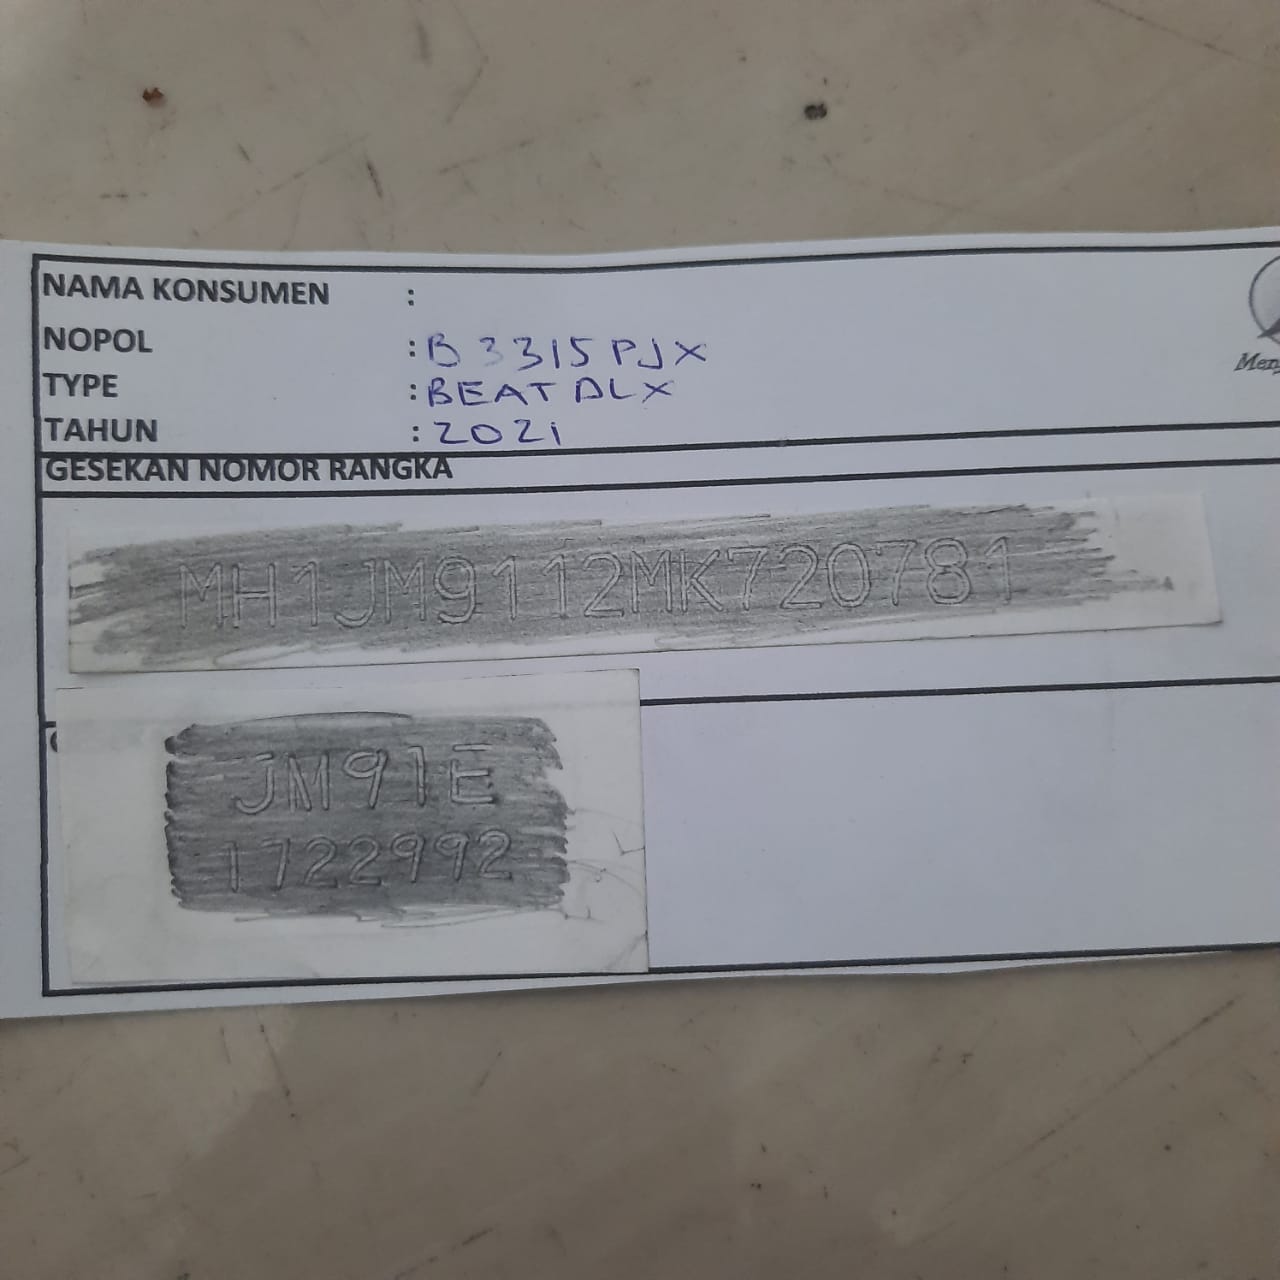 NAMA KONSUMEN :
NOPOL : B 3315 PJX
TYPE : BEAT DLX
TAHUN : 2021
GESEKAN NOMOR RANGKA
MH1JM9112MK720781
JM91E
1722992